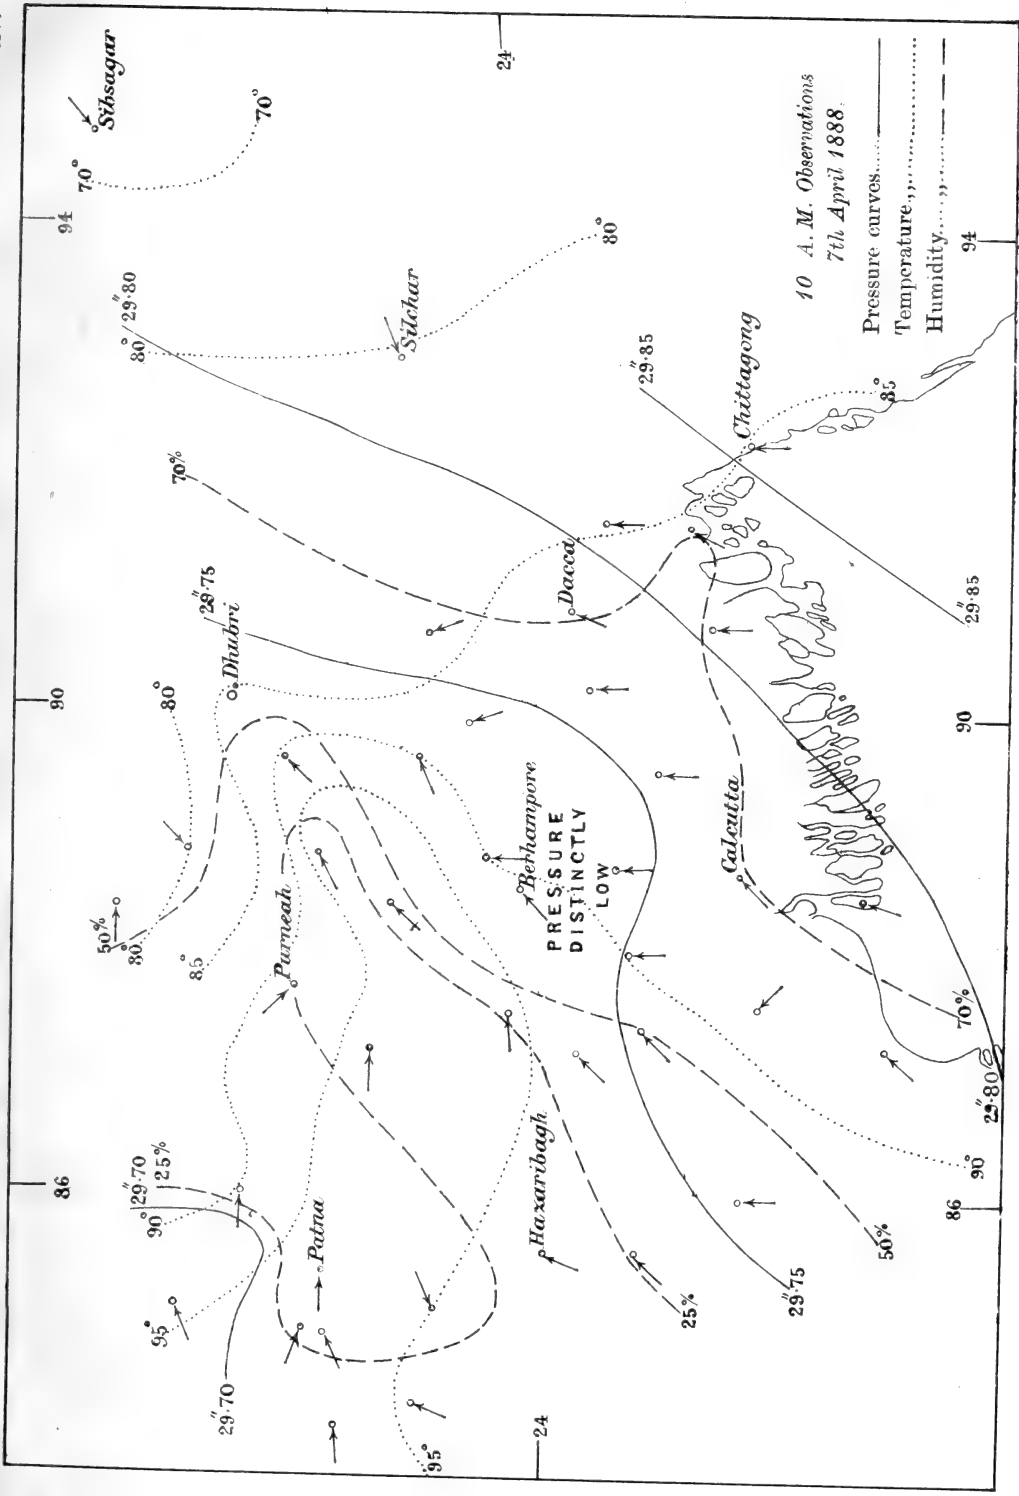 10 A.M. Observations
7th April 1888.
Pressure curves
Temperature
Humidity
86
90
94
24
24
86
90
94
Sibsagar
70°
70°
80°
80°
29."80
Silchar
70%
29."75
Dhubri
80°
50%
80°
85°
Purneah
29."70
25%
90°
95°
29."70
Patna
95°
Hazaribagh
Berhampore
PRESSURE
DISTINCTLY
LOW
Dacca
29."85
Chittagong
85°
29."85
Calcutta
70%
29."80
90°
50%
29."75
25%